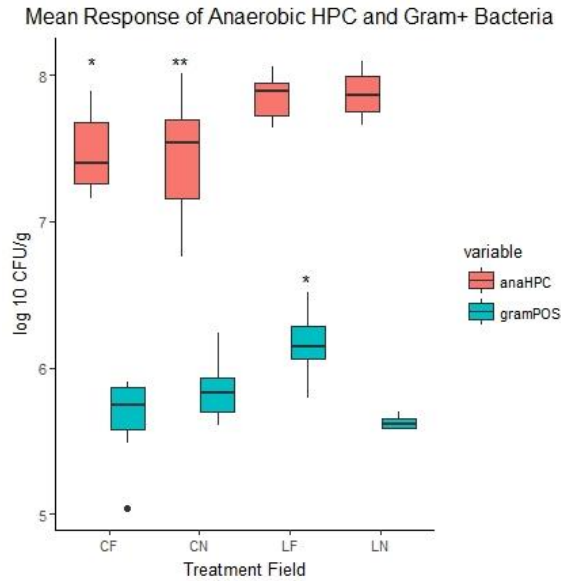 Mean Response of Anaerobic HPC and Gram+ Bacteria
* **
8
7
*
6
5
log 10 CFU/g
CF CN LF LN
Treatment Field
variable
anaHPC
gramPOS